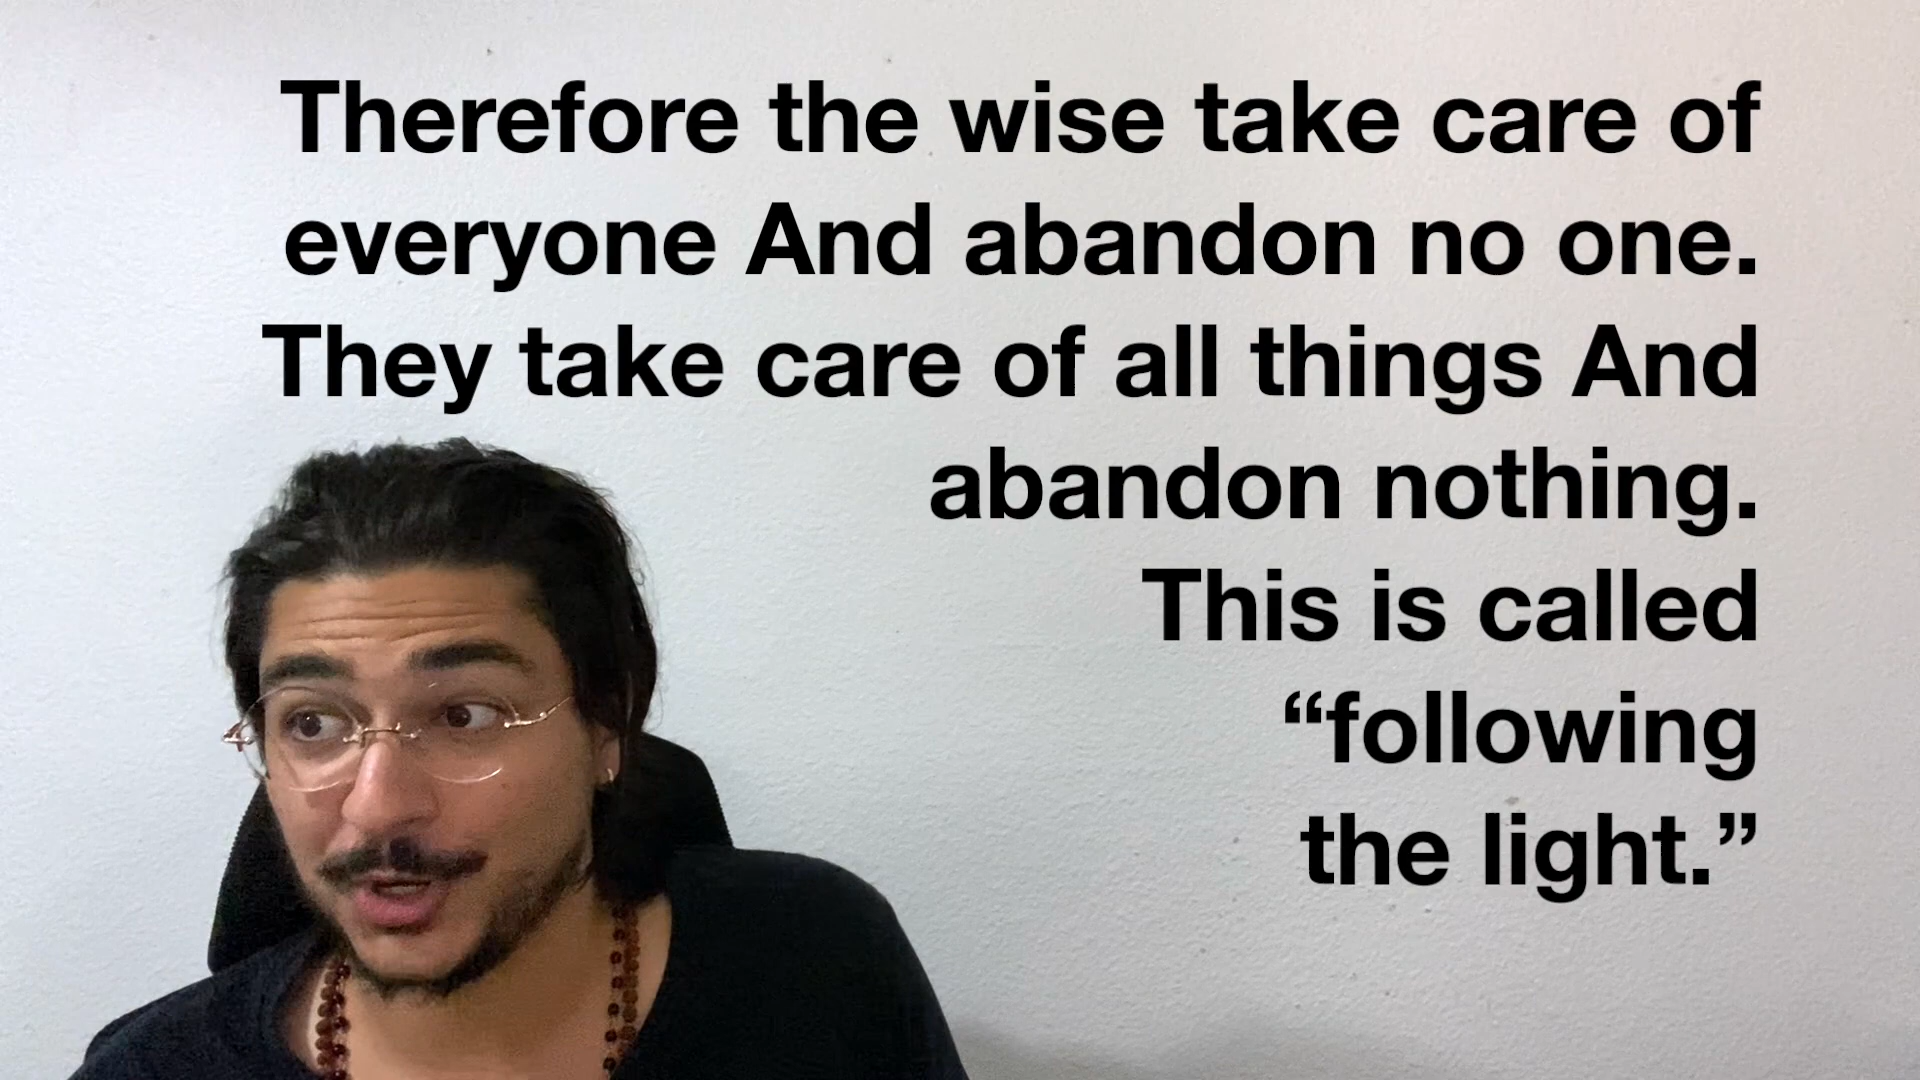 Therefore the wise take care of
everyone And abandon no one.
They take care of all things And
abandon nothing.
This is called
“following
the light.”